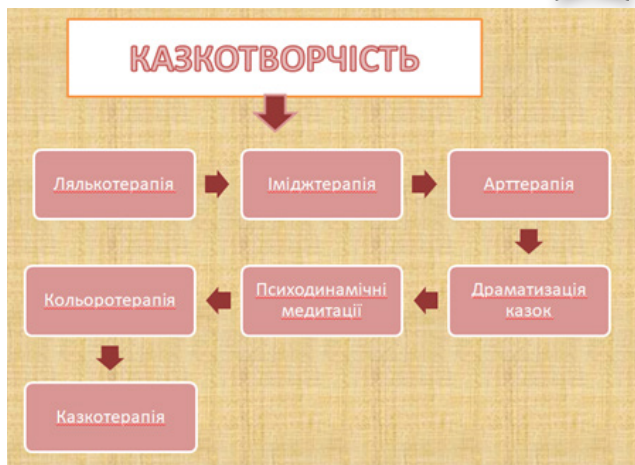 КАЗКОТВОРЧІСТЬ
Лялькотерапія
Іміджтерапія
Арттерапія
Драматизація
казок
Психодинамічні
медитації
Кольоротерапія
Казкотерапія